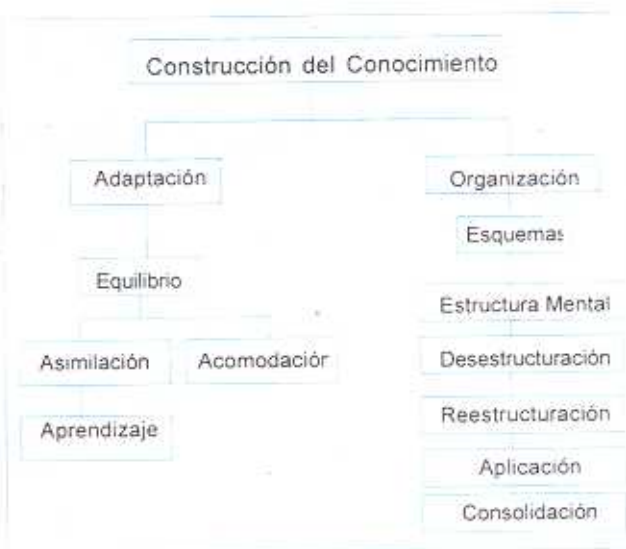 Construcción del Conocimiento
Adaptación
Organización
Esquemas
Equilibrio
Estructura Mental
Asimilación
Acomodación
Desestructuración
Aprendizaje
Reestructuración
Aplicación
Consolidación